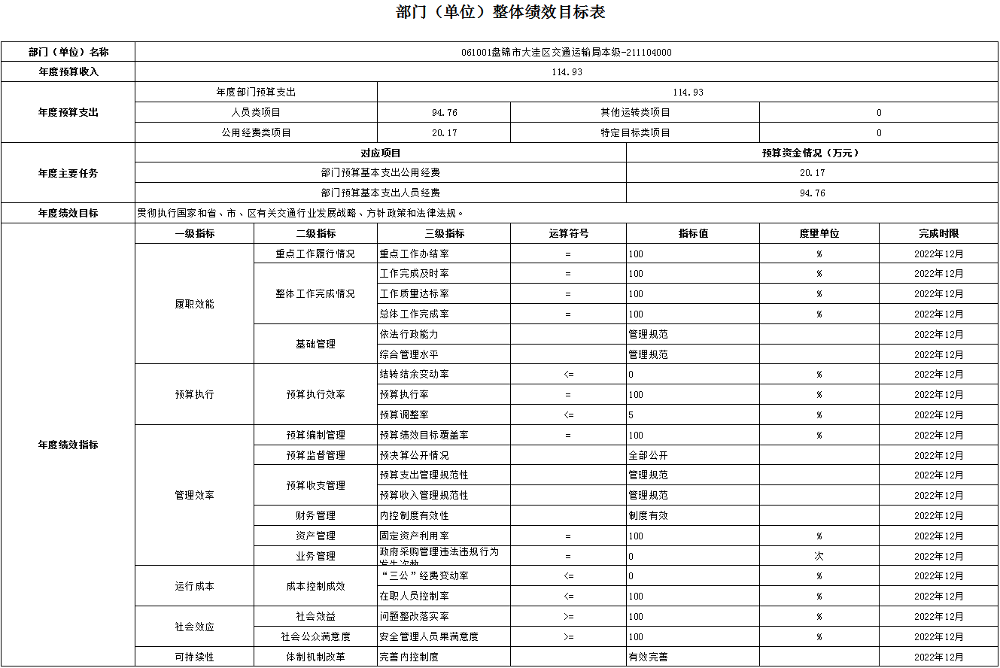 部门（单位）整体绩效目标表
部门（单位）名称 061001盘锦市大洼区交通运输局本级-211104000
年度预算收入 114.93
年度预算支出 年度部门预算支出 114.93
人员类项目 94.76 其他运转类项目 0
公用经费类项目 20.17 特定目标类项目 0
年度主要任务 对应项目 预算资金情况（万元）
部门预算基本支出公用经费 20.17
部门预算基本支出人员经费 94.76
年度绩效目标 贯彻执行国家和省、市、区有关交通行业发展战略、方针政策和法律法规。
年度绩效指标 一级指标 二级指标 三级指标 运算符号 指标值 度量单位 完成时限
履职效能 重点工作履行情况 重点工作办结率 = 100 % 2022年12月
整体工作完成情况 工作完成及时率 = 100 % 2022年12月
工作质量达标率 = 100 % 2022年12月
总体工作完成率 = 100 % 2022年12月
基础管理 依法行政能力 管理规范 2022年12月
综合管理水平 管理规范 2022年12月
预算执行 预算执行效率 结转结余变动率 <= 0 % 2022年12月
预算执行率 = 100 % 2022年12月
预算调整率 <= 5 % 2022年12月
管理效率 预算编制管理 预算绩效目标覆盖率 = 100 % 2022年12月
预算监督管理 预决算公开情况 全部公开 2022年12月
预算收支管理 预算支出管理规范性 管理规范 2022年12月
预算收入管理规范性 管理规范 2022年12月
财务管理 内控制度有效性 制度有效 2022年12月
资产管理 固定资产利用率 = 100 % 2022年12月
业务管理 政府采购管理违法违规行为 = 0 次 2022年12月
发生次数
运行成本 成本控制成效 “三公”经费变动率 <= 0 % 2022年12月
在职人员控制率 <= 100 % 2022年12月
社会效应 社会效益 问题整改落实率 >= 100 % 2022年12月
社会公众满意度 安全管理人员果满意度 >= 100 % 2022年12月
可持续性 体制机制改革 完善内控制度 有效完善 2022年12月